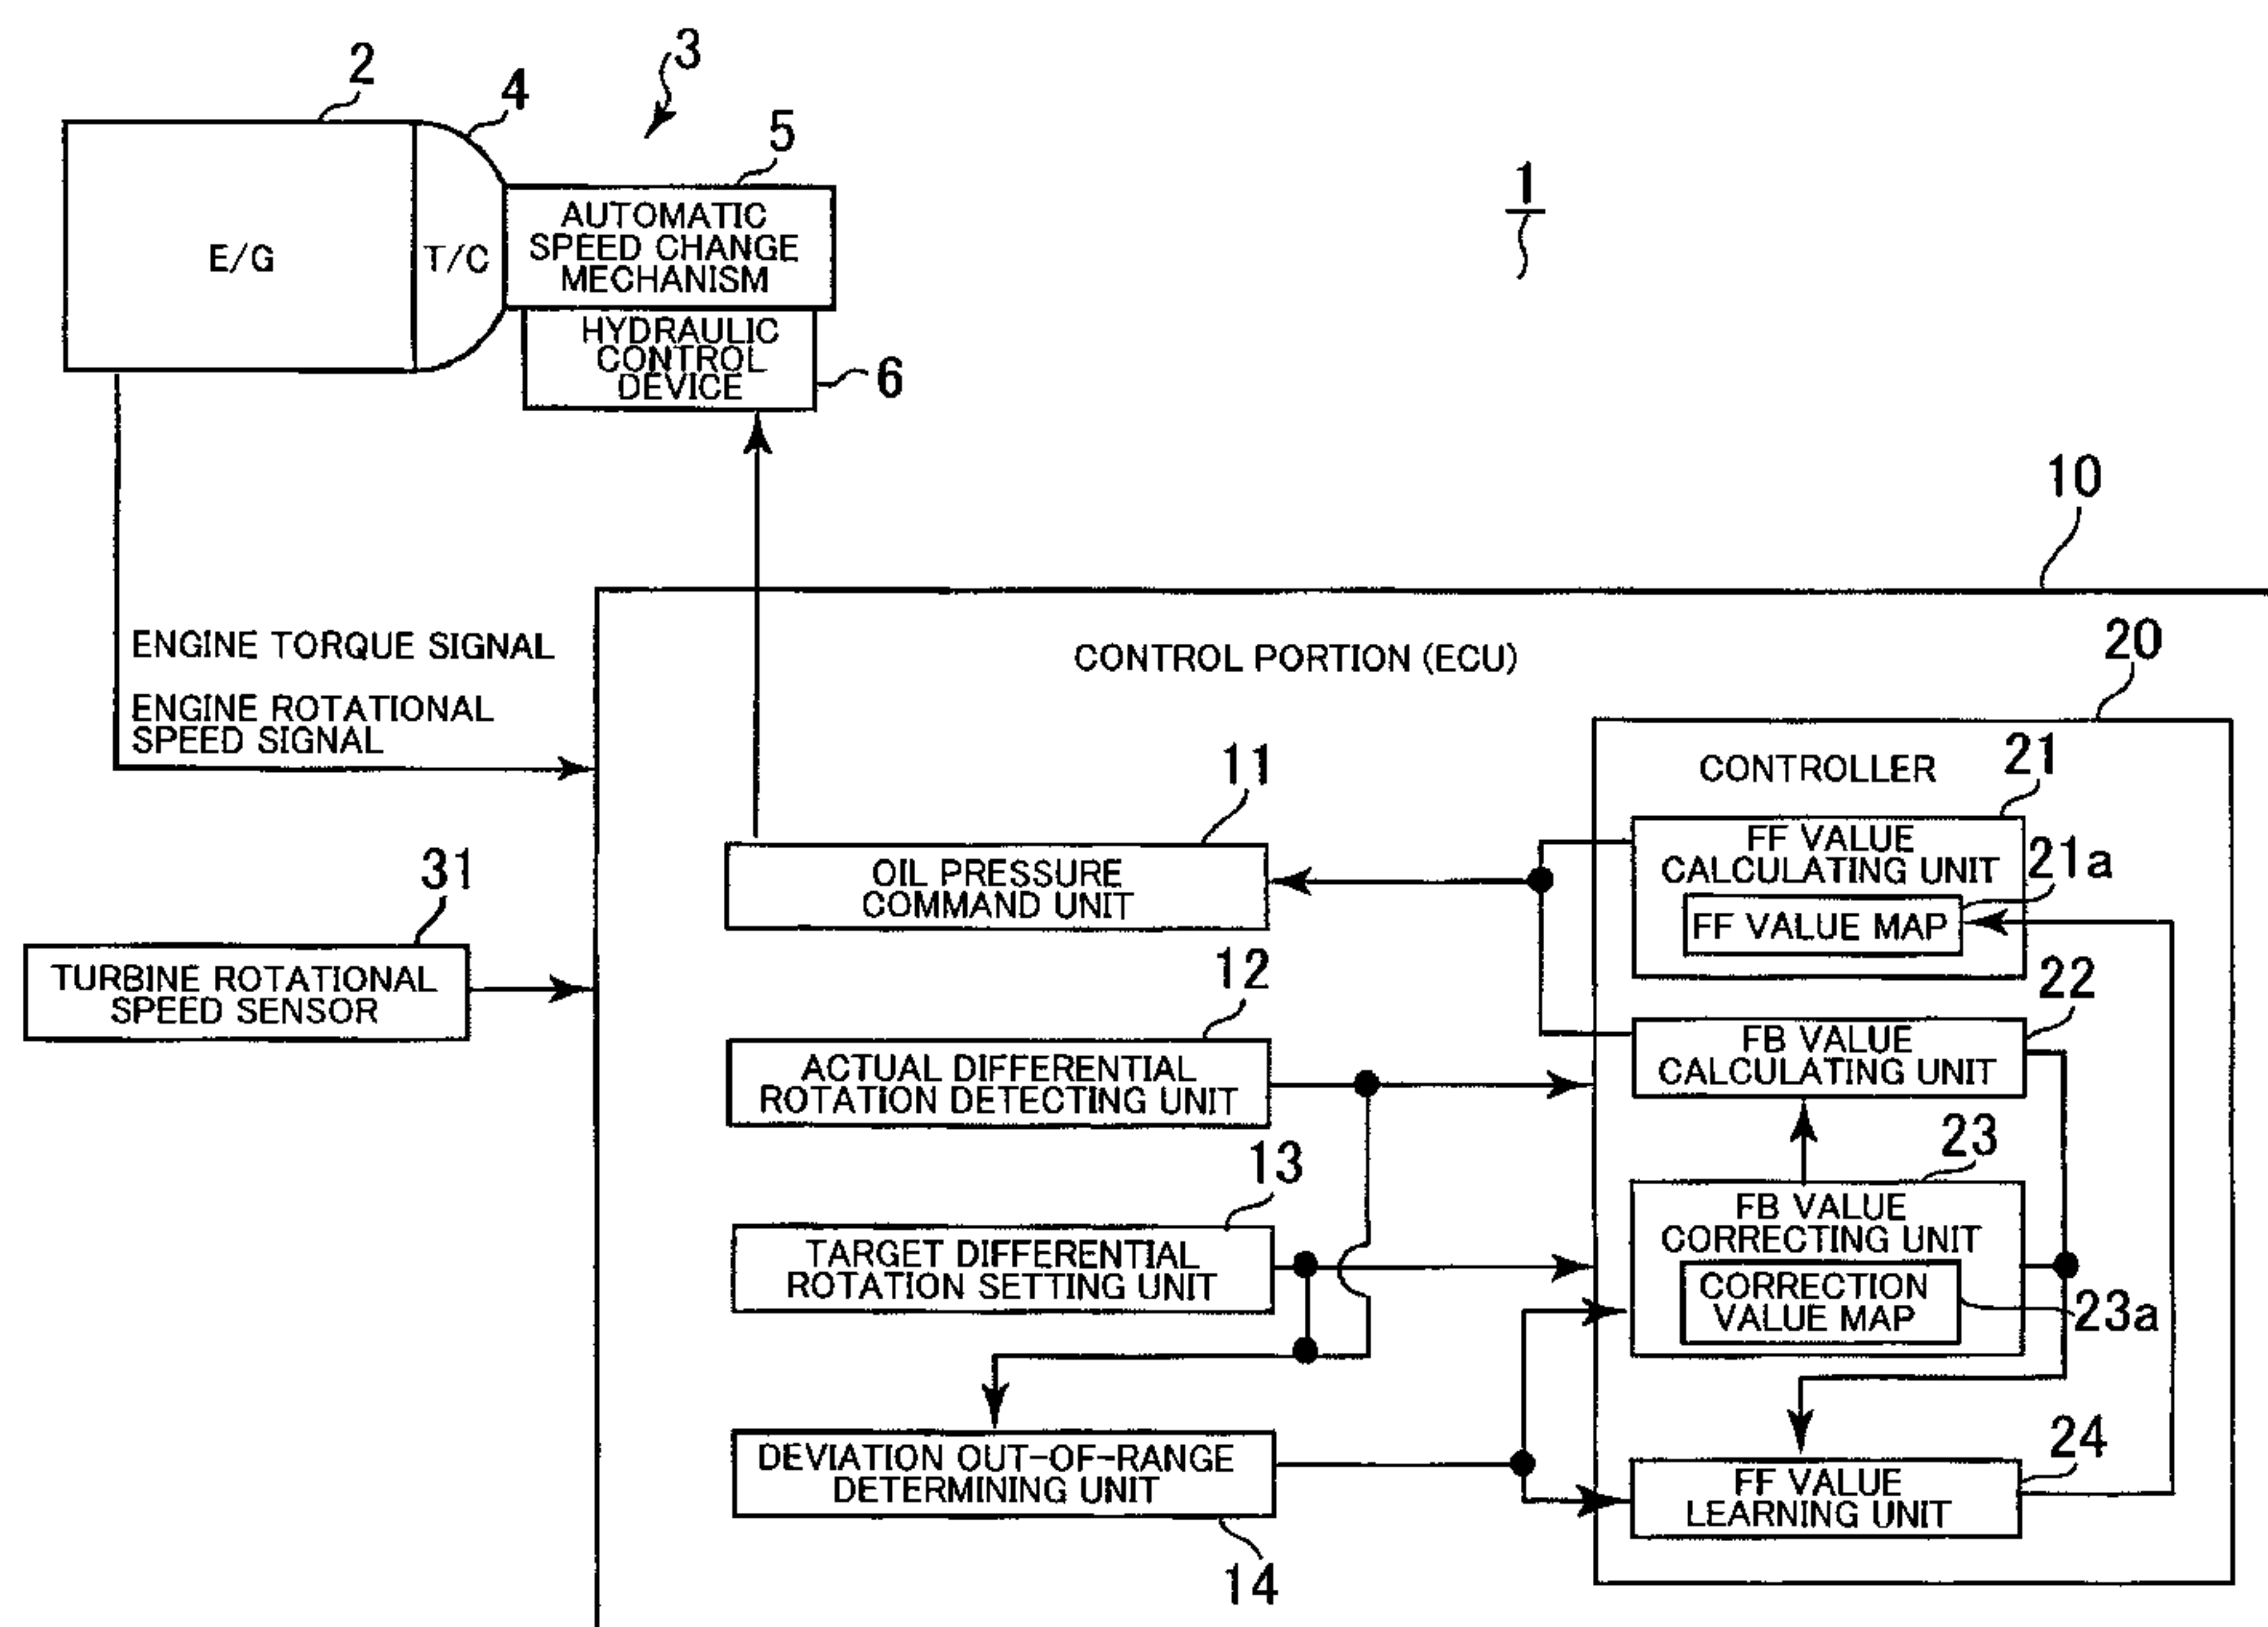 3
2
4
5
1
AUTOMATIC
SPEED CHANGE
MECHANISM
E/G
T/C
HYDRAULIC
CONTROL
DEVICE
6
10
ENGINE TORQUE SIGNAL
ENGINE ROTATIONAL
SPEED SIGNAL
CONTROL PORTION (ECU)
20
11
CONTROLLER
21
FF VALUE
CALCULATING UNIT
21a
FF VALUE MAP
OIL PRESSURE
COMMAND UNIT
31
TURBINE ROTATIONAL
SPEED SENSOR
12
22
ACTUAL DIFFERENTIAL
ROTATION DETECTING UNIT
FB VALUE
CALCULATING UNIT
13
23
TARGET DIFFERENTIAL
ROTATION SETTING UNIT
FB VALUE
CORRECTING UNIT
CORRECTION
VALUE MAP
23a
DEVIATION OUT-OF-RANGE
DETERMINING UNIT
14
24
FF VALUE
LEARNING UNIT